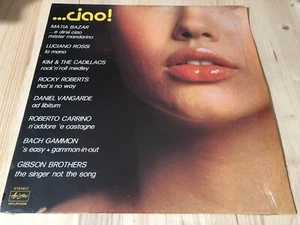 ...ciao!
MATIA BAZAR
...e dirsi ciao
mister mandarino
LUCIANO ROSSI
la mano
KIM & THE CADILLACS
rock'n'roll medley
ROCKY ROBERTS
that's no way
DANIEL VANGARDE
ad libitum
ROBERTO CARRINO
n'addore 'e castagne
BACH GAMMON
's easy + gammon-in-out
GIBSON BROTHERS
the singer not the song
STEREO